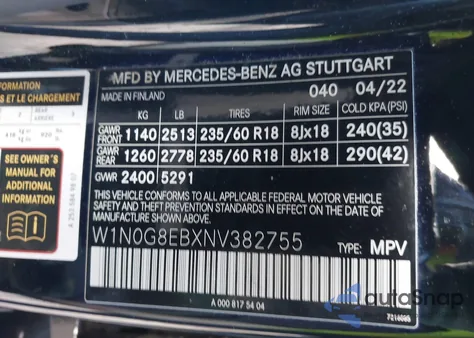 FORMATION
S ET LE CHARGEMENT
SEE OWNER'S
MANUAL FOR
ADDITIONAL
INFORMATION
MFD BY MERCEDES-BENZ AG STUTTGART
MADE IN FINLAND 040 04/22
KG LB TIRES RIM SIZE COLD KPA(PSI)
GAWR FRONT 1140 2513 235/60 R18 8Jx18 240(35)
GAWR REAR 1260 2778 235/60 R18 8Jx18 290(42)
GVWR 2400 5291
THIS VEHICLE CONFORMS TO ALL APPLICABLE FEDERAL MOTOR VEHICLE
SAFETY AND THEFT PREVENTION STANDARDS IN EFFECT ON THE
DATE OF MANUFACTURE SHOWN ABOVE.
W1N0G8EBXNV382755 TYPE: MPV
A 000 817 54 04
autoSnap